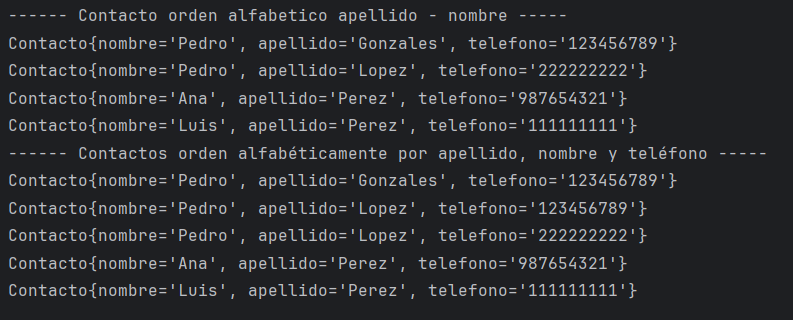 ------ Contacto orden alfabetico apellido - nombre -----
Contacto{nombre='Pedro', apellido='Gonzales', telefono='123456789'}
Contacto{nombre='Pedro', apellido='Lopez', telefono='222222222'}
Contacto{nombre='Ana', apellido='Perez', telefono='987654321'}
Contacto{nombre='Luis', apellido='Perez', telefono='111111111'}
------ Contactos orden alfabéticamente por apellido, nombre y teléfono -----
Contacto{nombre='Pedro', apellido='Gonzales', telefono='123456789'}
Contacto{nombre='Pedro', apellido='Lopez', telefono='123456789'}
Contacto{nombre='Pedro', apellido='Lopez', telefono='222222222'}
Contacto{nombre='Ana', apellido='Perez', telefono='987654321'}
Contacto{nombre='Luis', apellido='Perez', telefono='111111111'}